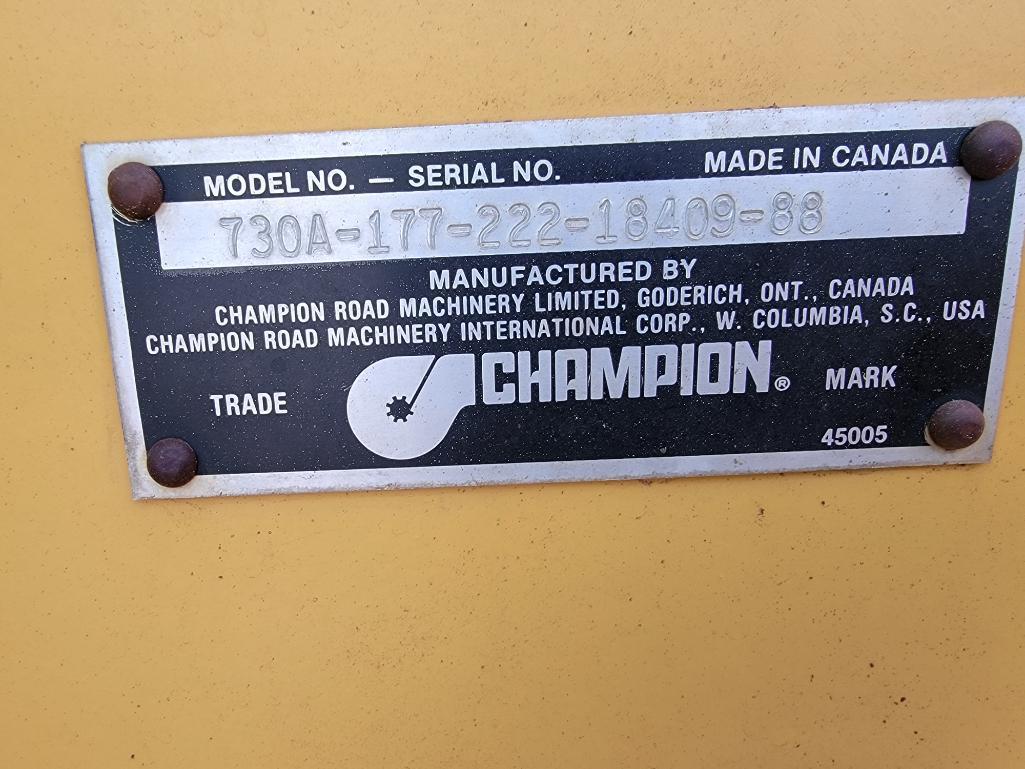 MODEL NO. — SERIAL NO. MADE IN CANADA
730A-177-222-18409-88
MANUFACTURED BY
CHAMPION ROAD MACHINERY LIMITED, GODERICH, ONT., CANADA
CHAMPION ROAD MACHINERY INTERNATIONAL CORP., W. COLUMBIA, S.C., USA
TRADE CHAMPION® MARK
45005